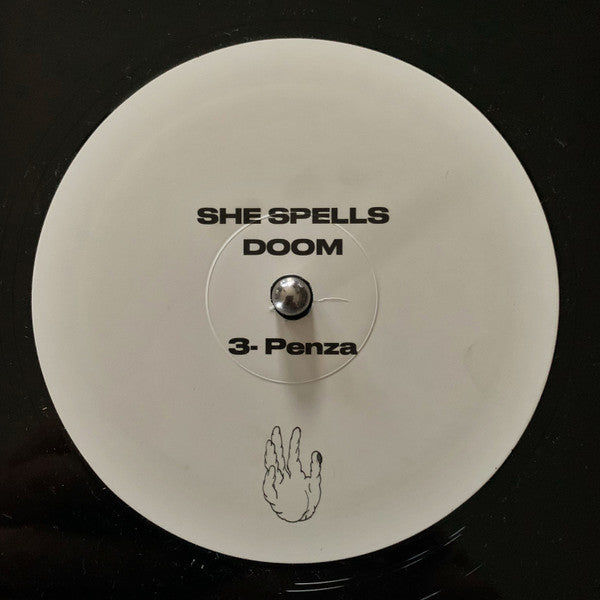 SHE SPELLS
DOOM
3- Penza